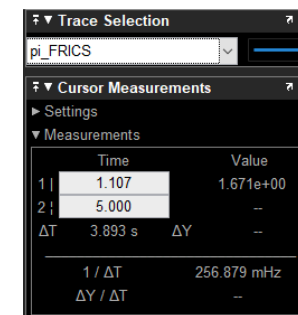 Trace Selection
pi_FRICS
Cursor Measurements
Settings
Measurements
Time Value
1 | 1.107 1.671e+00
2 ¦ 5.000 --
ΔT 3.893 s ΔY --
1 / ΔT 256.879 mHz
ΔY / ΔT --